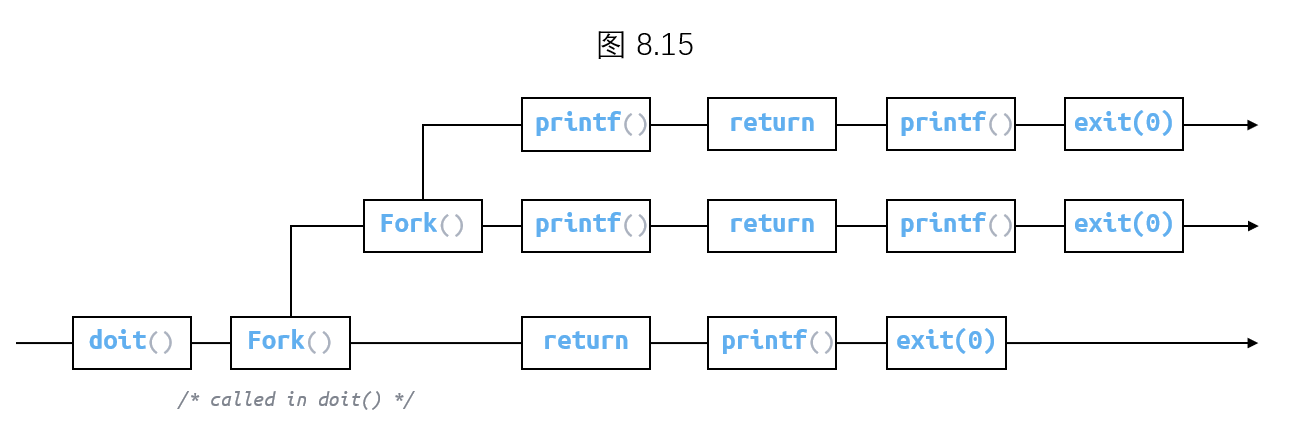 图 8.15
printf() return printf() exit(0)
Fork() printf() return printf() exit(0)
doit() Fork() return printf() exit(0)
/* called in doit() */